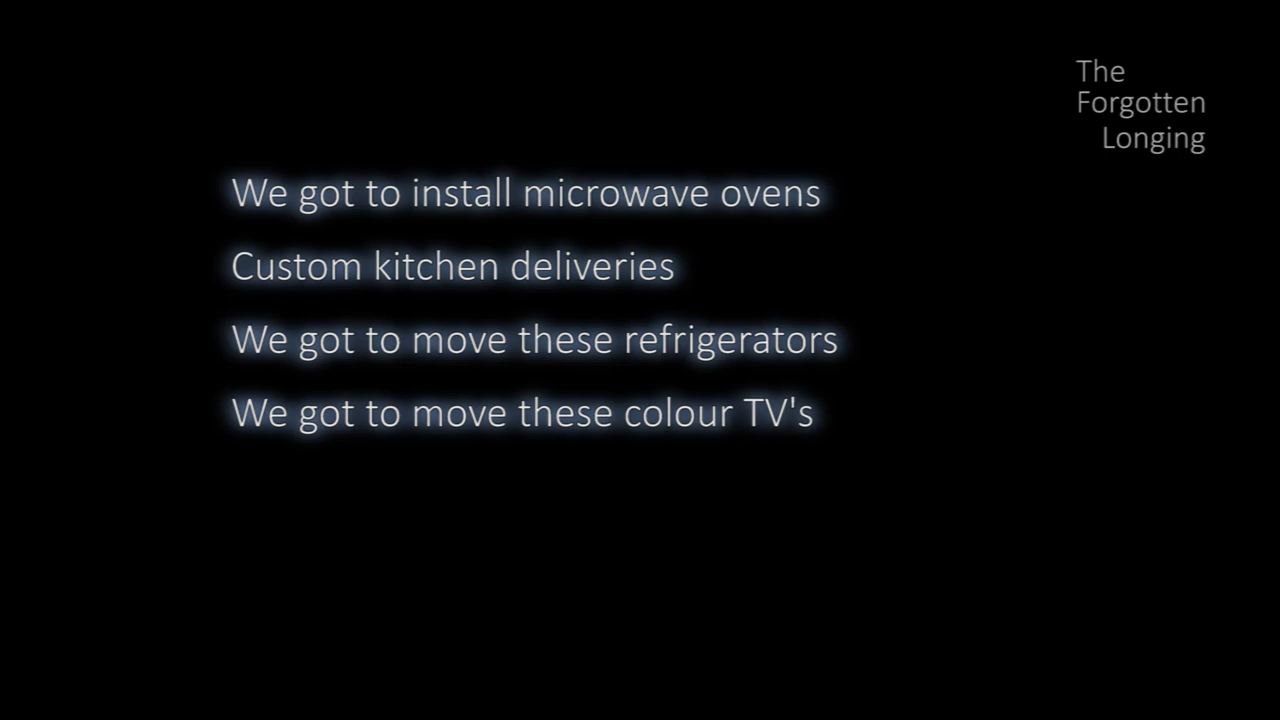 The
Forgotten
Longing
We got to install microwave ovens
Custom kitchen deliveries
We got to move these refrigerators
We got to move these colour TV's